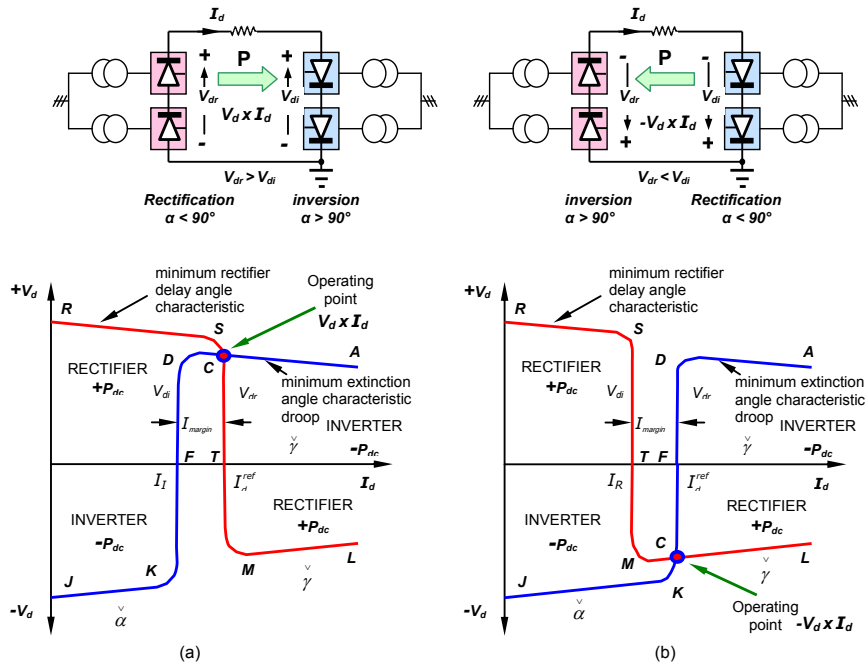 I_d
+
+
P
V_dr
V_di
V_d x I_d
-
-
V_dr > V_di
Rectification
α < 90°
inversion
α > 90°
I_d
-
-
P
V_dr
V_di
-V_d x I_d
+
+
V_dr < V_di
inversion
α > 90°
Rectification
α < 90°
+V_d
R
minimum rectifier
delay angle
characteristic
S
Operating
point
V_d x I_d
D
C
A
RECTIFIER
+P_dc
V_di
V_dr
minimum extinction
angle characteristic
droop
I_margin
INVERTER
γ̌
-P_dc
F
T
I_d
I_I
I_d^ref
INVERTER
-P_dc
RECTIFIER
+P_dc
J
K
M
L
α̌
γ̌
-V_d
(a)
+V_d
R
minimum rectifier
delay angle
characteristic
S
D
A
RECTIFIER
+P_dc
V_di
V_dr
minimum extinction
angle characteristic
droop
I_margin
INVERTER
γ̌
-P_dc
T
F
I_d
I_R
I_d^ref
INVERTER
-P_dc
RECTIFIER
+P_dc
C
M
L
J
K
α̌
γ̌
-V_d
Operating
point
-V_d x I_d
(b)